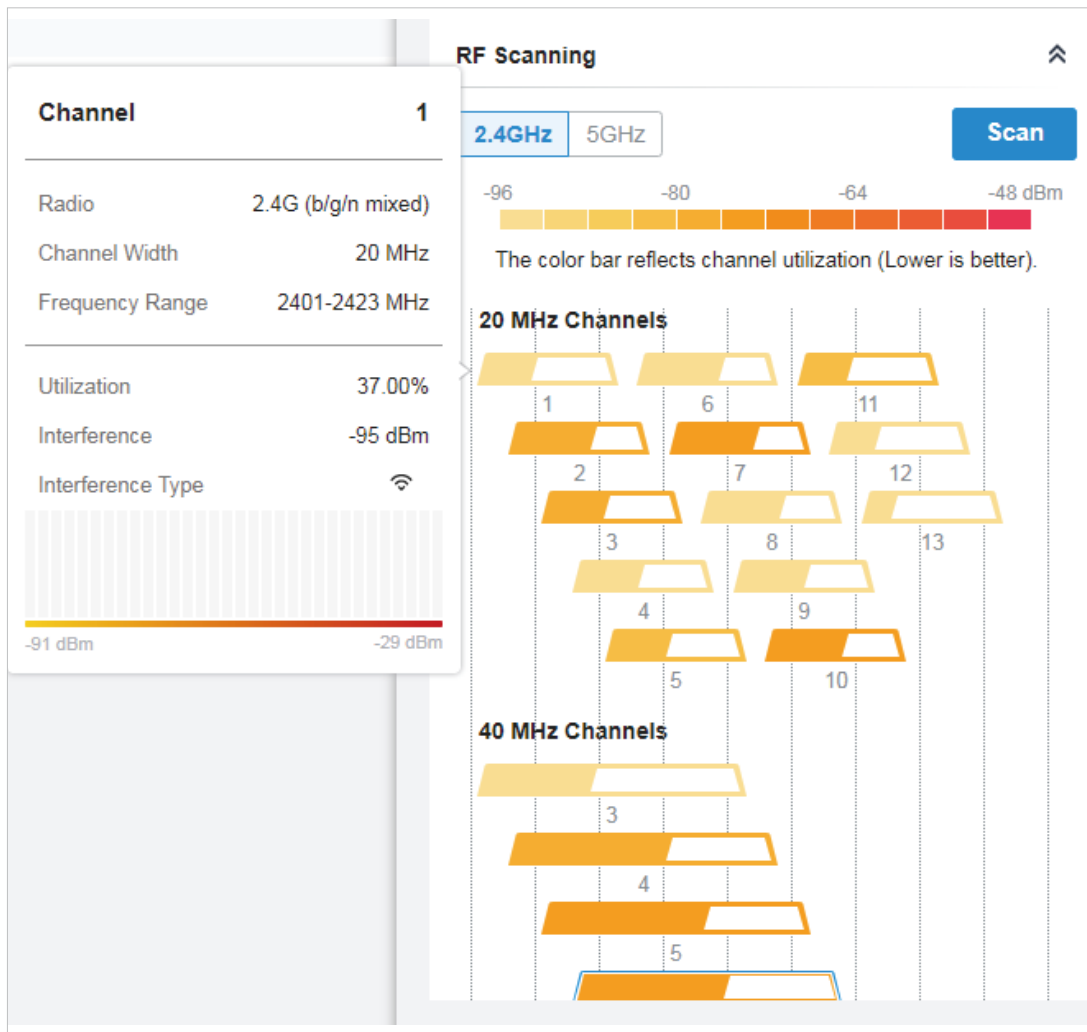 RF Scanning
Channel 1
2.4GHz 5GHz Scan
-96 -80 -64 -48 dBm
Radio 2.4G (b/g/n mixed)
Channel Width 20 MHz
The color bar reflects channel utilization (Lower is better).
Frequency Range 2401-2423 MHz
20 MHz Channels
Utilization 37.00%
1 6 11
Interference -95 dBm
2 7 12
Interference Type
3 8 13
4 9
-91 dBm -29 dBm
5 10
40 MHz Channels
3
4
5